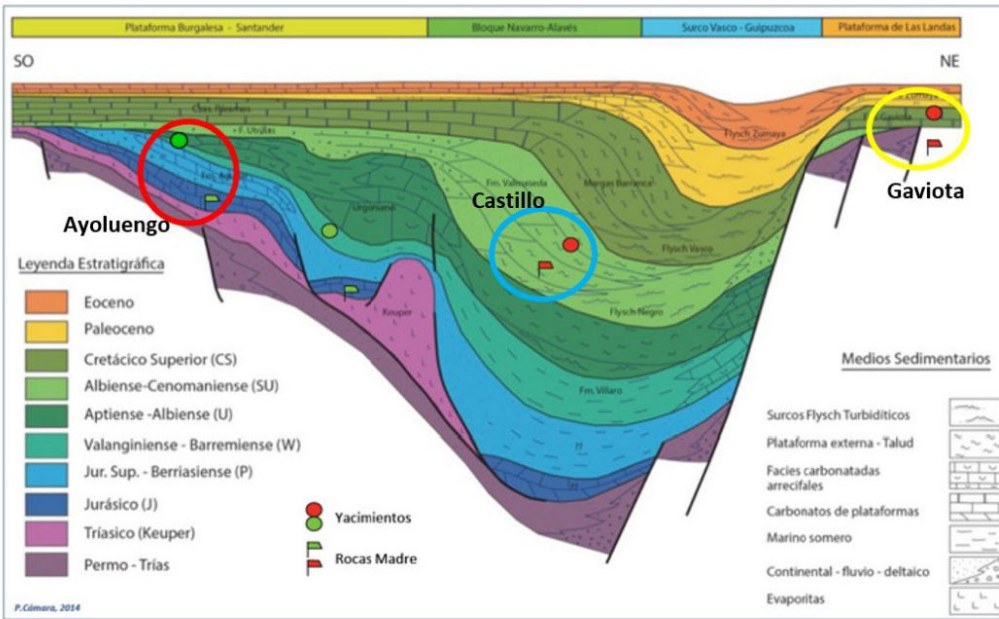 Plataforma Burgalesa - Santander
Bloque Navarro-Alavés
Surco Vasco - Guipuzcoa
Plataforma de Las Landas
SO
NE
Zumaya
F. Utrillas
Flysch Zumaya
Gaviota
Ayoluengo
Fm. Valmaseda
Margas Barranca
Castillo
Urgoniano
Flysch Vasco
Keuper
Flysch Negro
Fm. Villaro
??
??
Leyenda Estratigráfica
Eoceno
Paleoceno
Cretácico Superior (CS)
Albiense-Cenomaniense (SU)
Aptiense -Albiense (U)
Valanginiense - Barremiense (W)
Jur. Sup. - Berriasiense (P)
Jurásico (J)
Tríasico (Keuper)
Permo - Trías
Yacimientos
Rocas Madre
Medios Sedimentarios
Surcos Flysch Turbidíticos
Plataforma externa - Talud
Facies carbonatadas
arrecifales
Carbonatos de plataformas
Marino somero
Continental - fluvio - deltaico
Evaporitas
P.Cámara, 2014